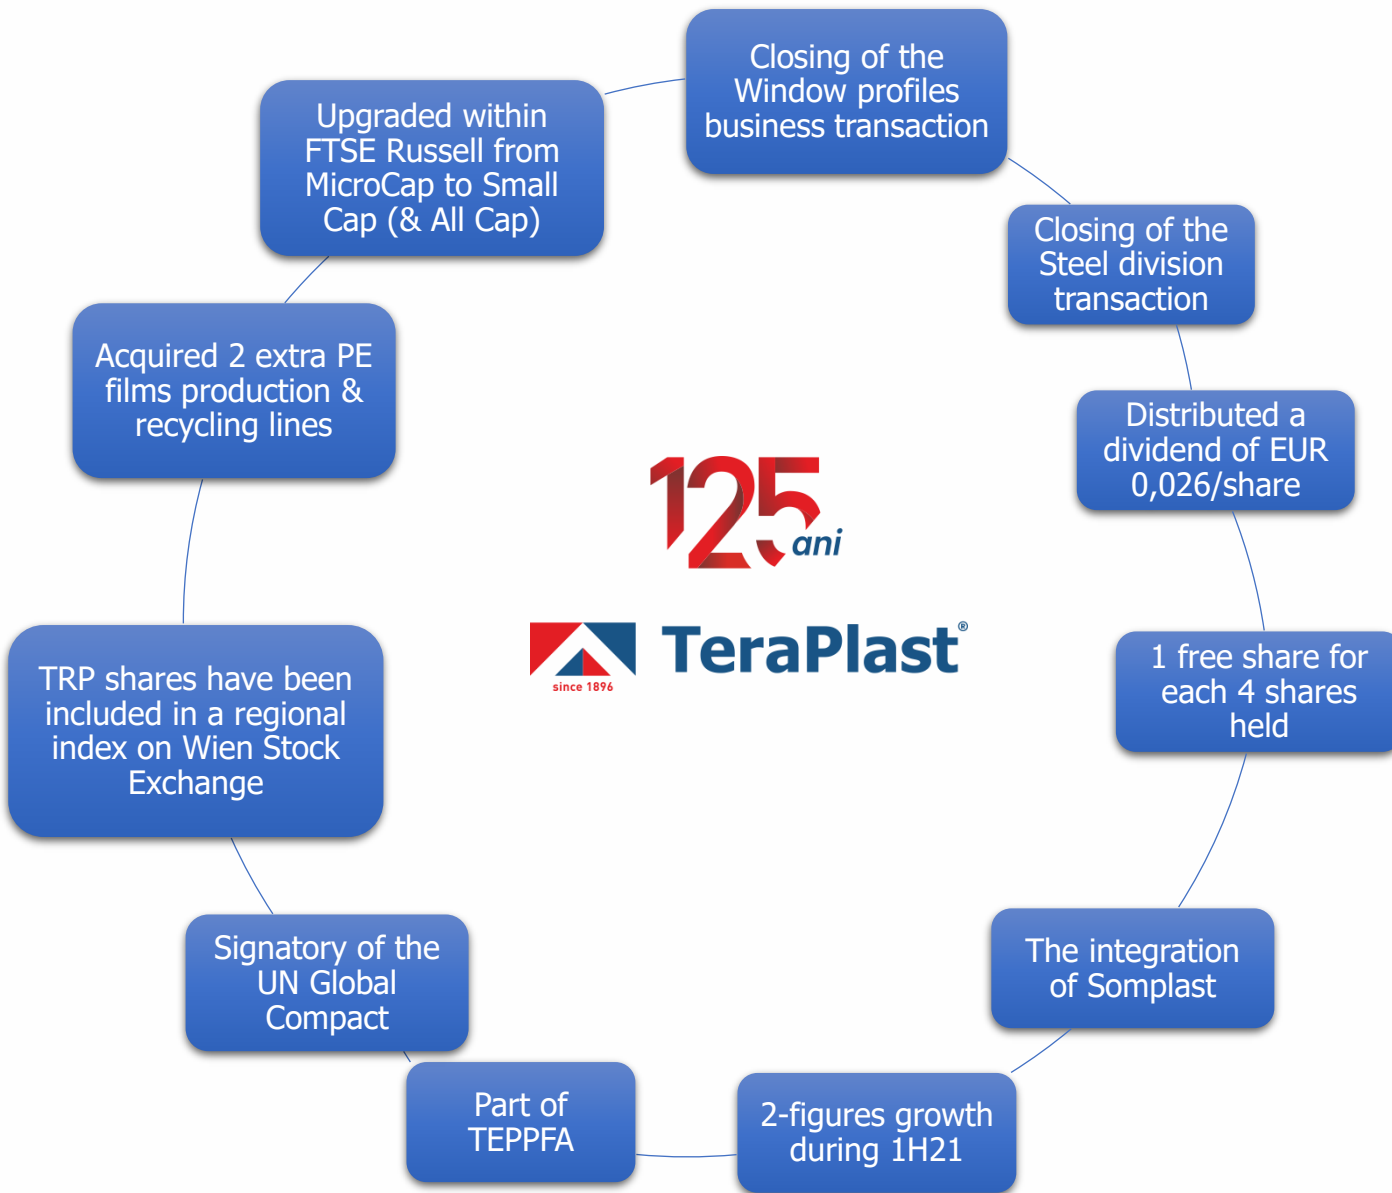 Closing of the
Window profiles
business transaction
Closing of the
Steel division
transaction
Distributed a
dividend of EUR
0,026/share
1 free share for
each 4 shares
held
The integration
of Somplast
2-figures growth
during 1H21
Part of
TEPPFA
Signatory of the
UN Global
Compact
TRP shares have been
included in a regional
index on Wien Stock
Exchange
Acquired 2 extra PE
films production &
recycling lines
Upgraded within
FTSE Russell from
MicroCap to Small
Cap (& All Cap)
125
ani
TeraPlast®
since 1896